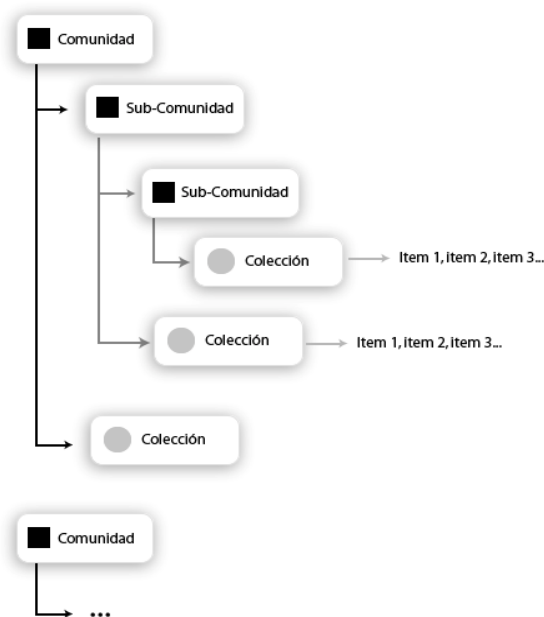 Comunidad
Sub-Comunidad
Sub-Comunidad
Colección
Item 1, item 2, item 3...
Colección
Item 1, item 2, item 3...
Colección
Comunidad
...